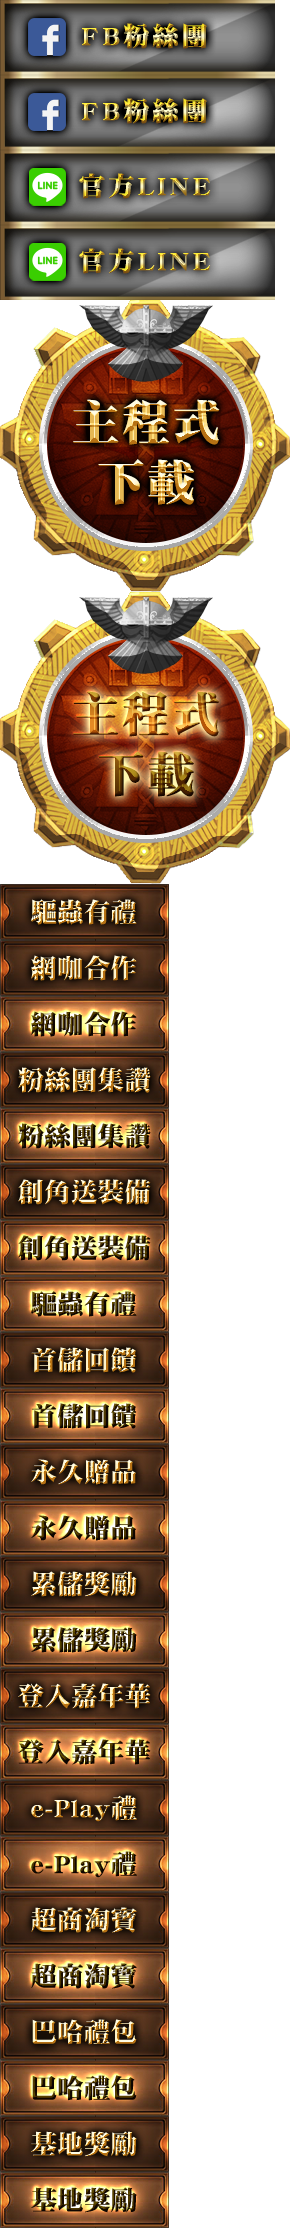 FB粉絲團
FB粉絲團
LINE 官方LINE
LINE 官方LINE
主程式
下載
主程式
下載
驅蟲有禮
網咖合作
網咖合作
粉絲團集讚
粉絲團集讚
創角送裝備
創角送裝備
驅蟲有禮
首儲回饋
首儲回饋
永久贈品
永久贈品
累儲獎勵
累儲獎勵
登入嘉年華
登入嘉年華
e-Play禮
e-Play禮
超商淘寶
超商淘寶
巴哈禮包
巴哈禮包
基地獎勵
基地獎勵